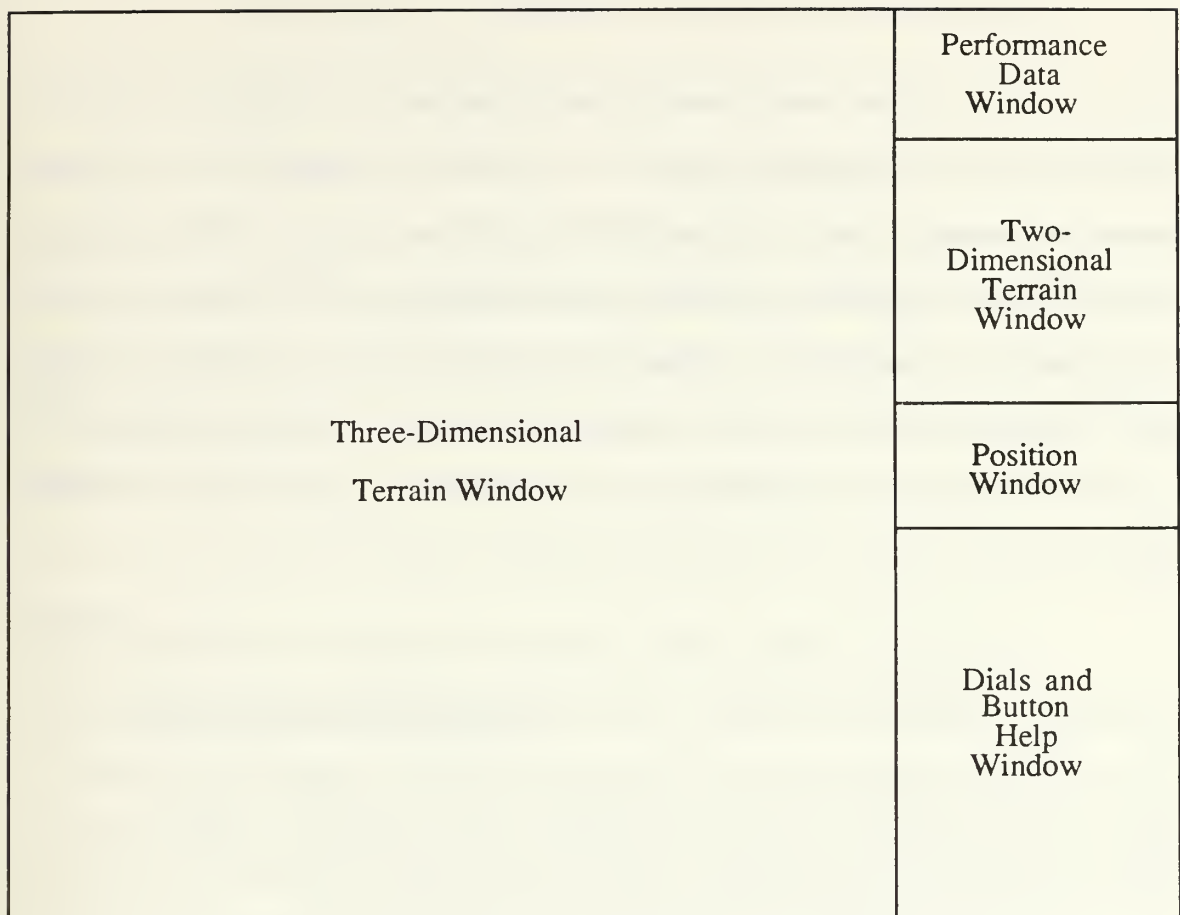 Performance
Data
Window
Two-
Dimensional
Terrain
Window
Three-Dimensional
Terrain Window
Position
Window
Dials and
Button
Help
Window